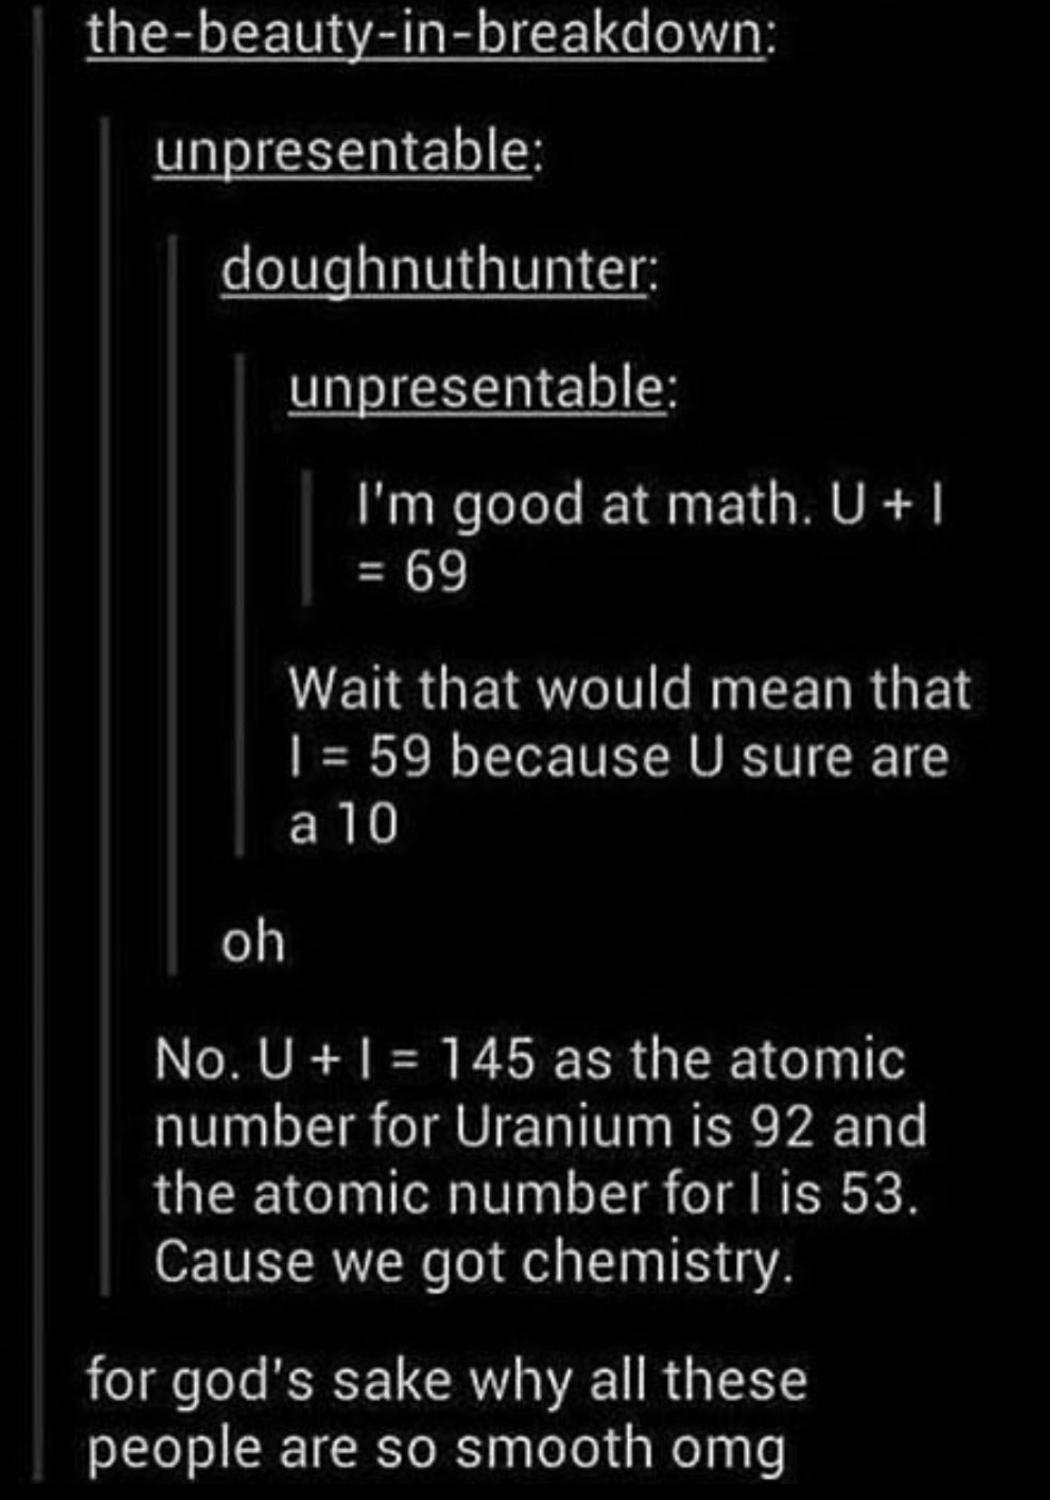 the-beauty-in-breakdown:
unpresentable:
doughnuthunter:
unpresentable:
I'm good at math. U + I
= 69
Wait that would mean that
I = 59 because U sure are
a 10
oh
No. U + I = 145 as the atomic
number for Uranium is 92 and
the atomic number for I is 53.
Cause we got chemistry.
for god's sake why all these
people are so smooth omg